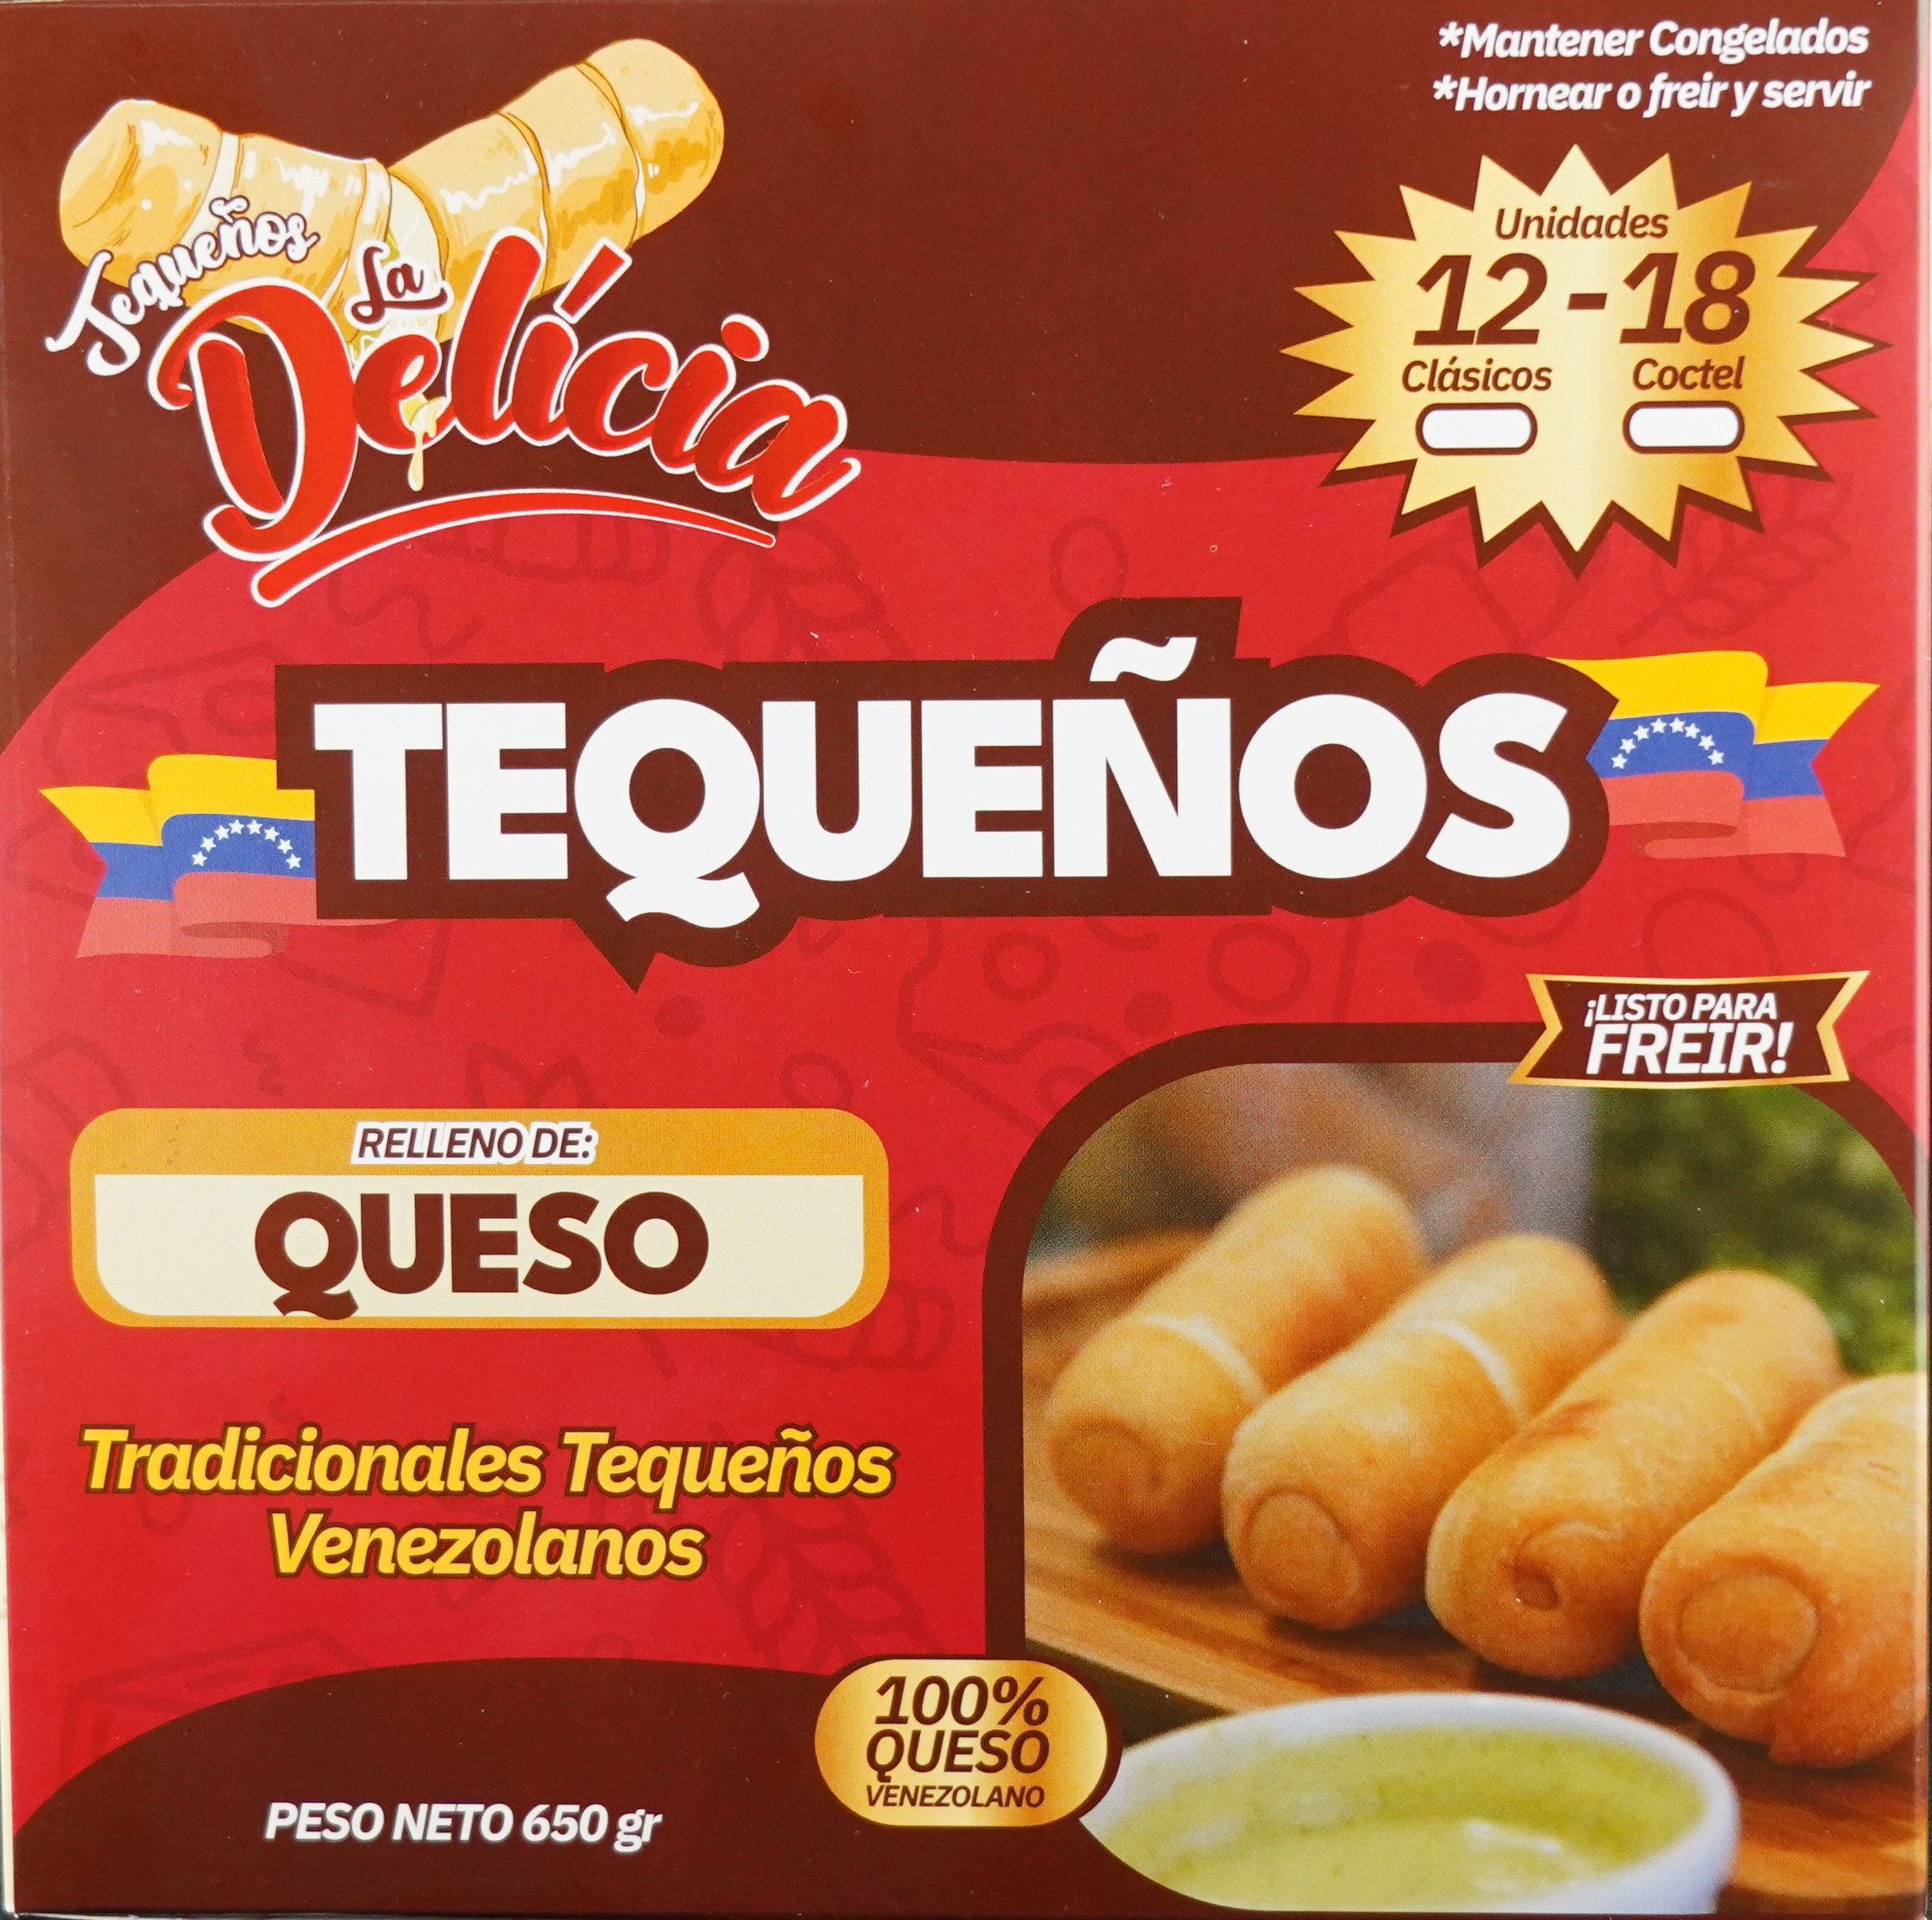 *Mantener Congelados
*Hornear o freir y servir
Tequeños
La
Delícia
Unidades
12 - 18
Clásicos Coctel
TEQUEÑOS
¡LISTO PARA
FREIR!
RELLENO DE:
QUESO
Tradicionales Tequeños
Venezolanos
100%
QUESO
VENEZOLANO
PESO NETO 650 gr